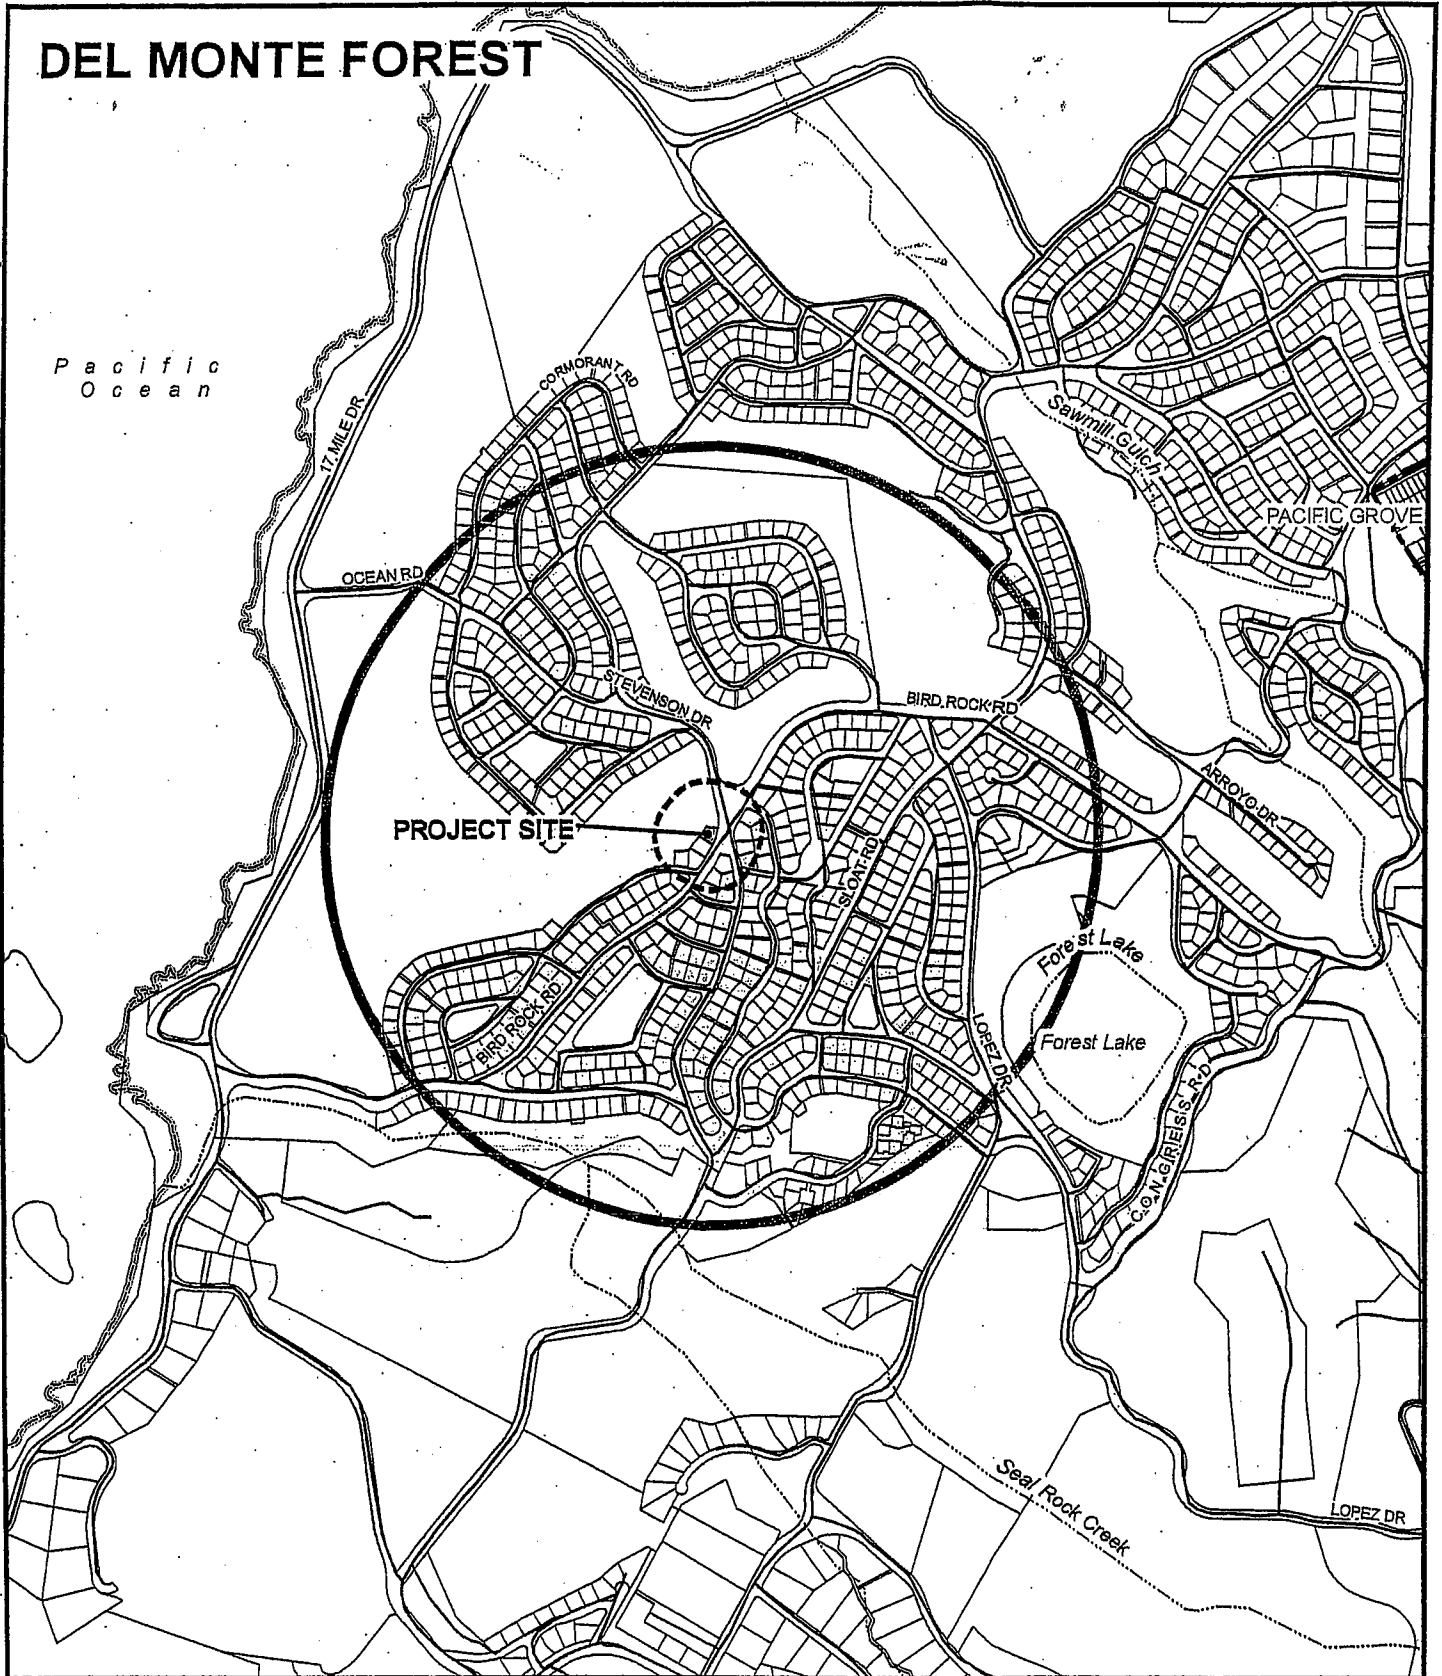 DEL MONTE FOREST
Pacific
Ocean
CORMORANT RD
17 MILE DR
Sawmill Gulch
PACIFIC GROVE
OCEAN RD
STEVENSON DR
BIRD ROCK RD
ARROYO DR
PROJECT SITE
SLOAT RD
Forest Lake
BIRD ROCK RD
LOPEZ DR
Forest Lake
CONGRESS RD
Seal Rock Creek
LOPEZ DR